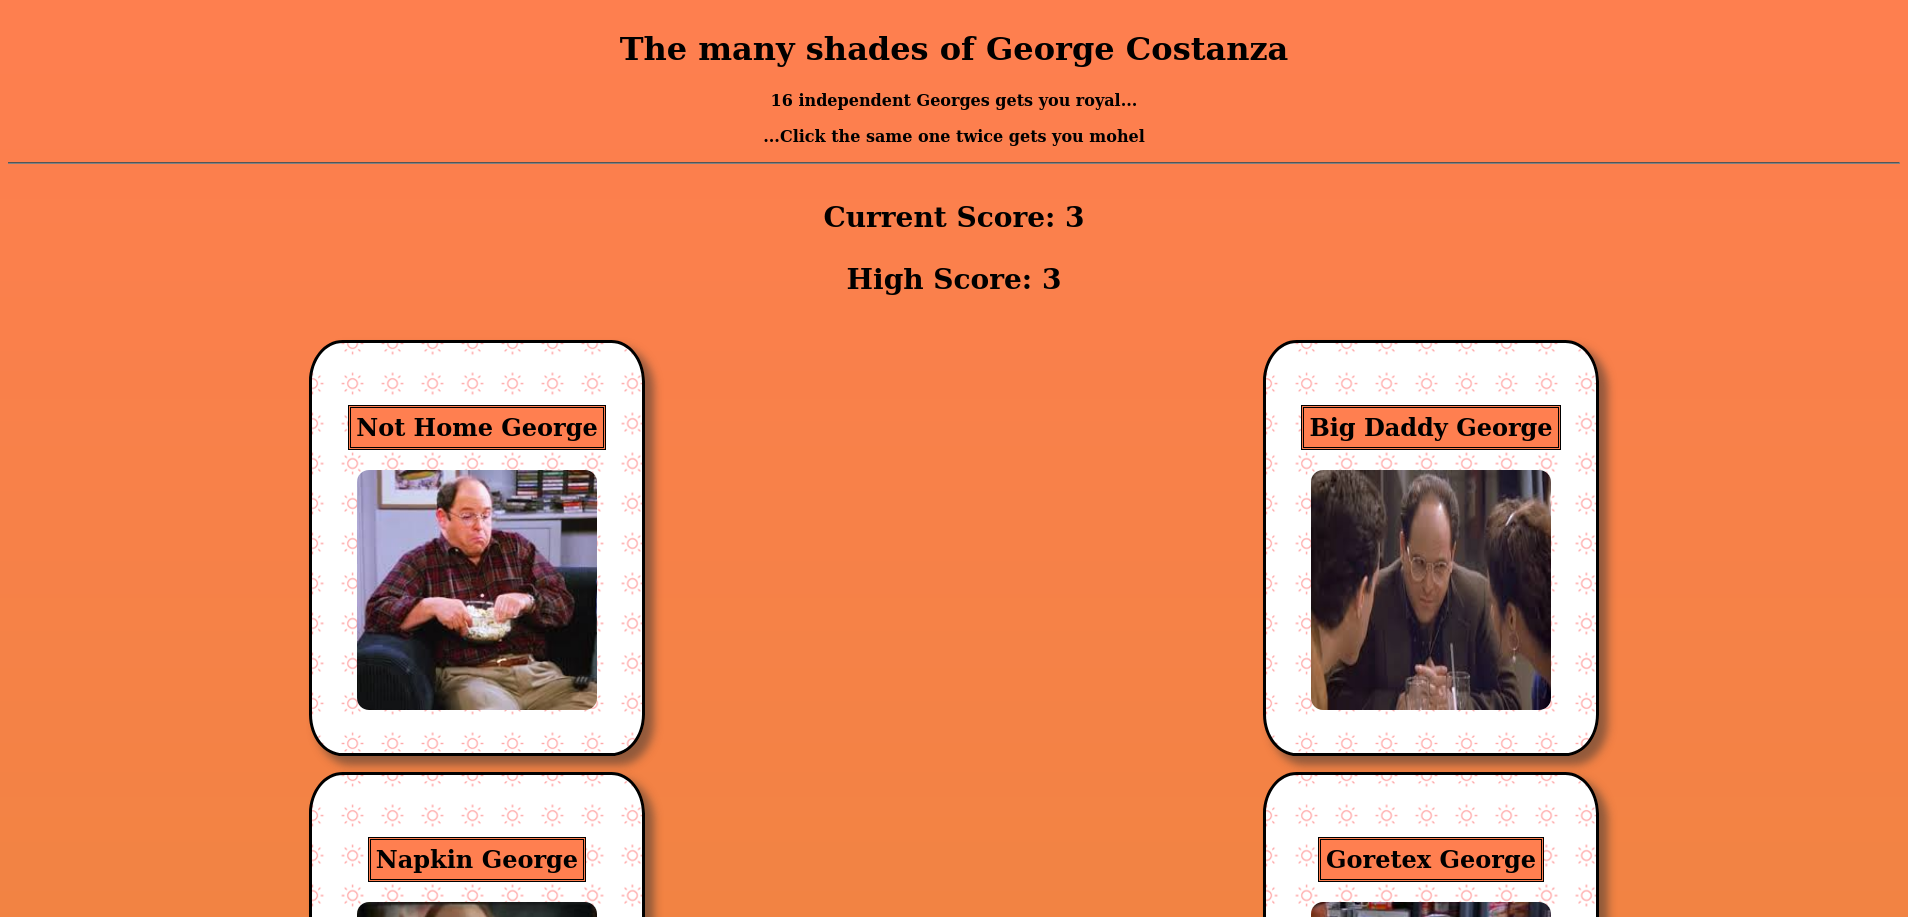 The many shades of George Costanza
16 independent Georges gets you royal...
...Click the same one twice gets you mohel
Current Score: 3
High Score: 3
Not Home George
Big Daddy George
Napkin George
Goretex George